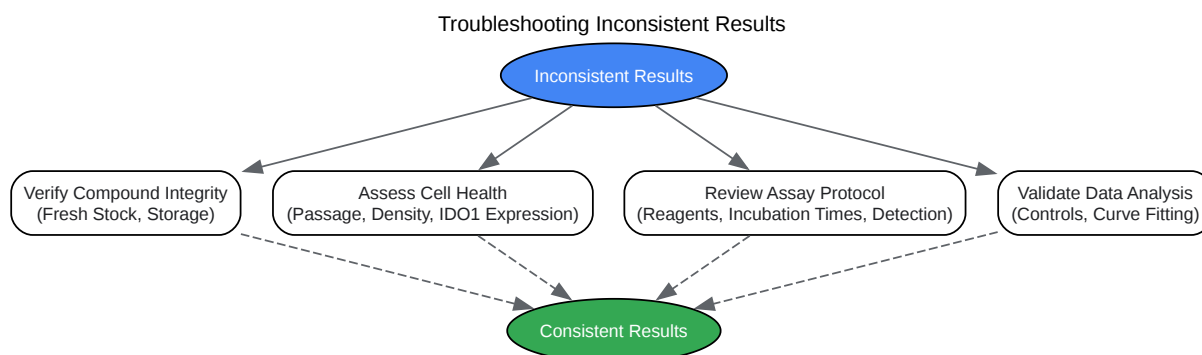 Troubleshooting Inconsistent Results
Inconsistent Results
Verify Compound Integrity
(Fresh Stock, Storage)
Assess Cell Health
(Passage, Density, IDO1 Expression)
Review Assay Protocol
(Reagents, Incubation Times, Detection)
Validate Data Analysis
(Controls, Curve Fitting)
Consistent Results